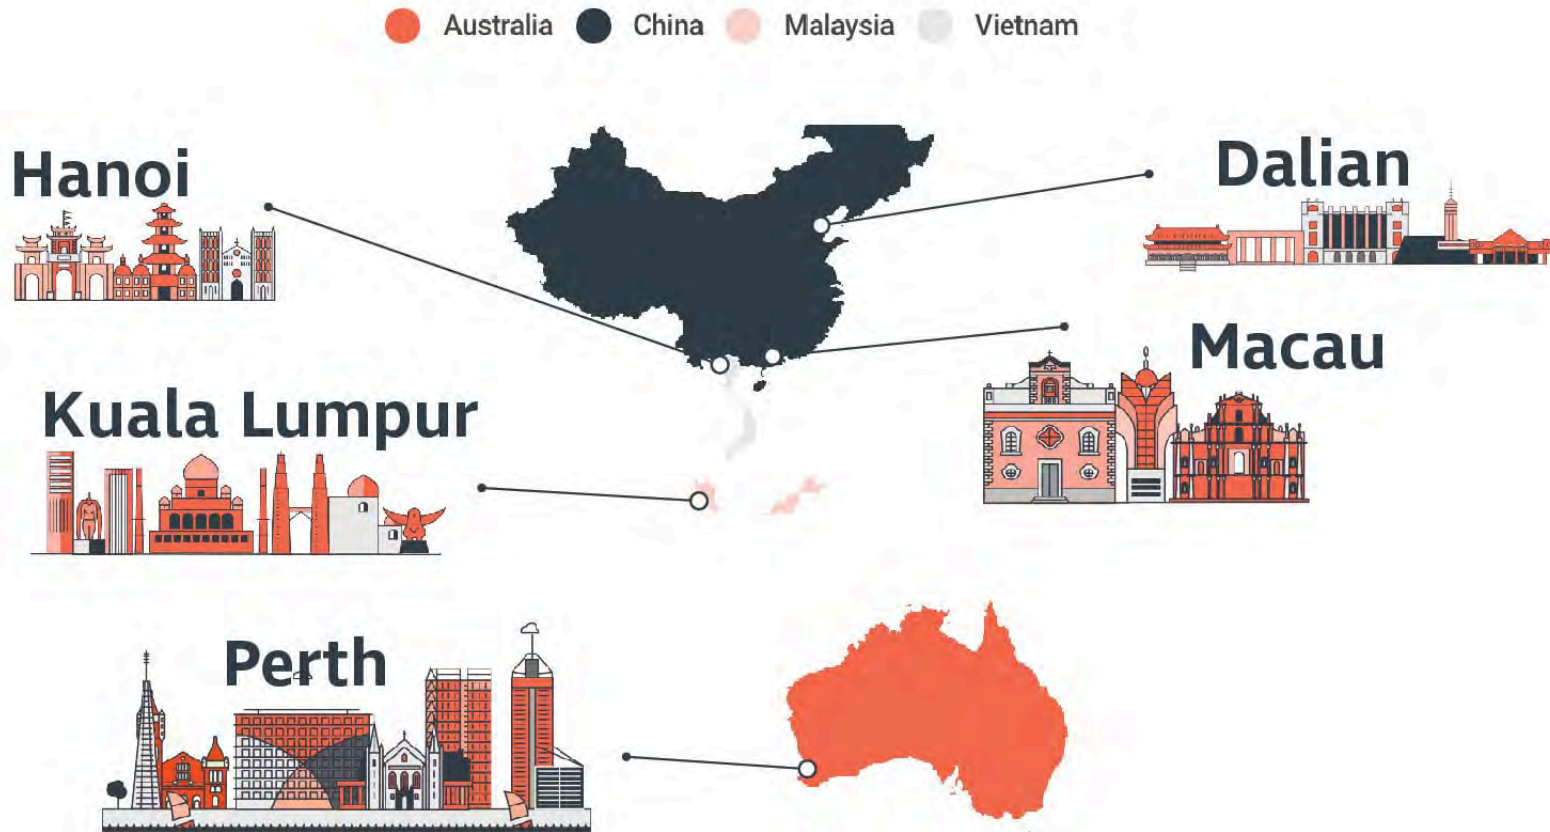 Australia China Malaysia Vietnam
Hanoi
Dalian
Macau
Kuala Lumpur
Perth